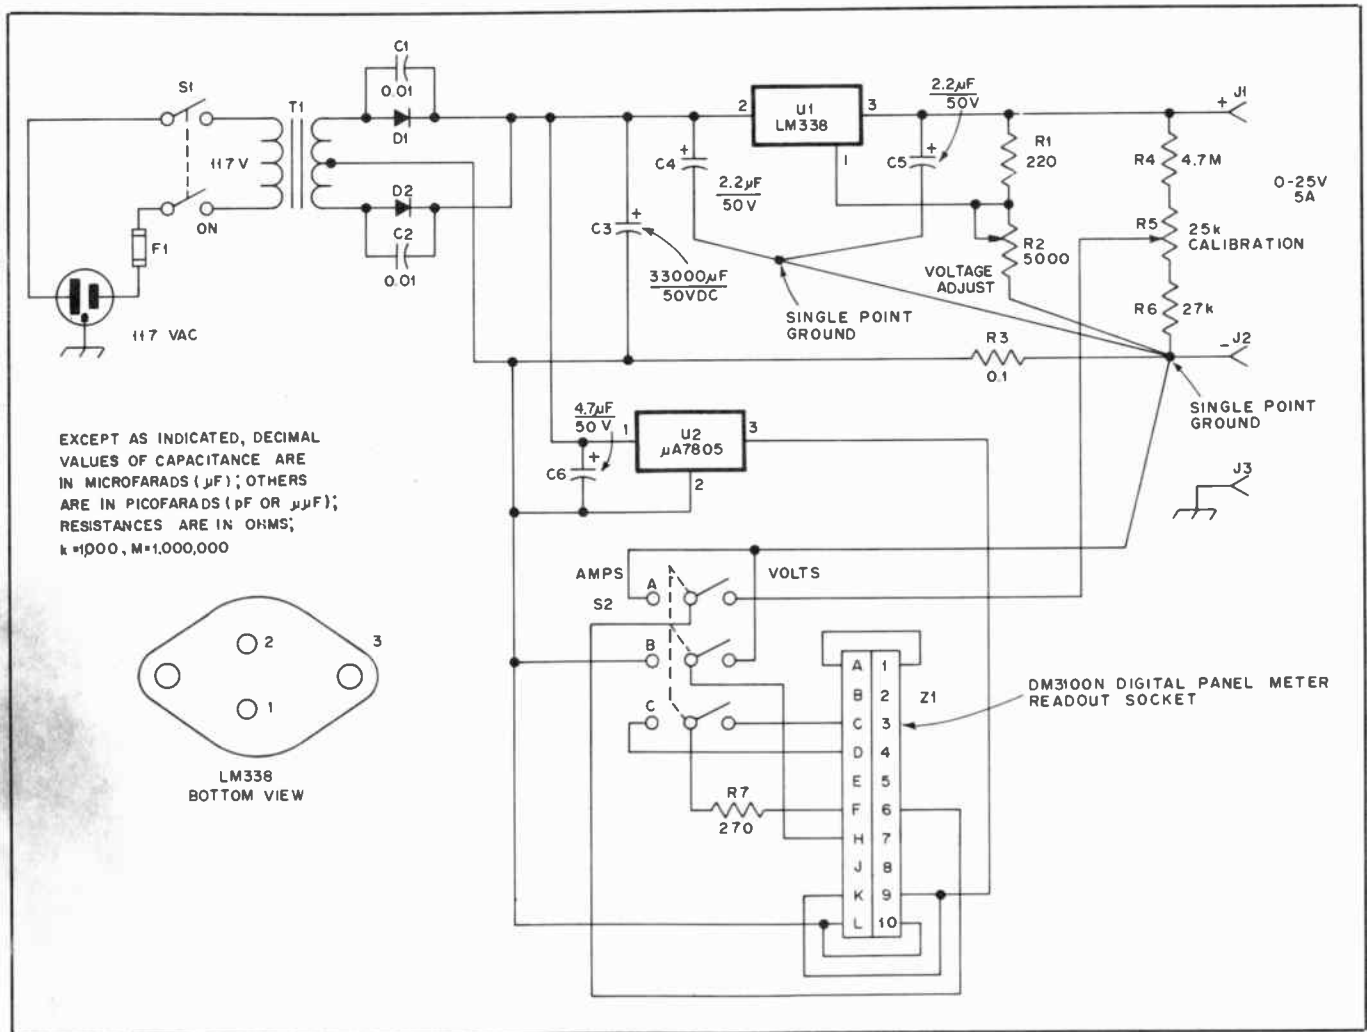 C1
0.01
D1
S1
T1
117V
D2
ON
C2
0.01
F1
117 VAC
2
U1
LM338
3
1
2.2µF
50V
J1
+
+
C4
2.2µF
50V
C5
+
R1
220
R4
4.7M
0-25V
5A
R5
25k
CALIBRATION
C3
+
33000µF
50VDC
R2
5000
VOLTAGE
ADJUST
R6
27k
SINGLE POINT
GROUND
R3
0.1
-
J2
SINGLE POINT
GROUND
J3
4.7µF
50V
1
U2
µA7805
3
2
+
C6
EXCEPT AS INDICATED, DECIMAL
VALUES OF CAPACITANCE ARE
IN MICROFARADS (µF); OTHERS
ARE IN PICOFARADS (pF OR µµF);
RESISTANCES ARE IN OHMS;
k=1,000, M=1,000,000
AMPS
VOLTS
S2
A
B
C
A 1
B 2
C 3
D 4
E 5
F 6
H 7
J 8
K 9
L 10
Z1
DM3100N DIGITAL PANEL METER
READOUT SOCKET
R7
270
2
3
1
LM338
BOTTOM VIEW